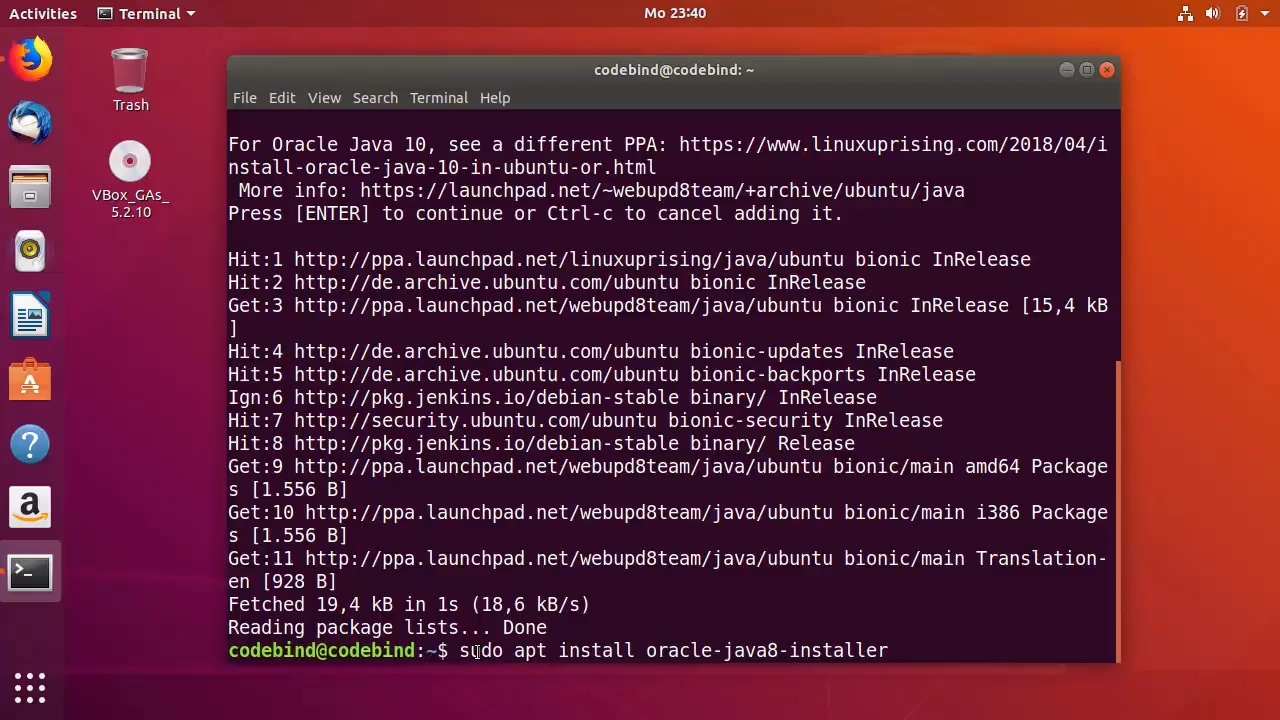 Activities
Terminal
Mo 23:40
Trash
VBox_GAs_
5.2.10
codebind@codebind: ~
File Edit View Search Terminal Help
For Oracle Java 10, see a different PPA: https://www.linuxuprising.com/2018/04/i
nstall-oracle-java-10-in-ubuntu-or.html
 More info: https://launchpad.net/~webupd8team/+archive/ubuntu/java
Press [ENTER] to continue or Ctrl-c to cancel adding it.
Hit:1 http://ppa.launchpad.net/linuxuprising/java/ubuntu bionic InRelease
Hit:2 http://de.archive.ubuntu.com/ubuntu bionic InRelease
Get:3 http://ppa.launchpad.net/webupd8team/java/ubuntu bionic InRelease [15,4 kB
]
Hit:4 http://de.archive.ubuntu.com/ubuntu bionic-updates InRelease
Hit:5 http://de.archive.ubuntu.com/ubuntu bionic-backports InRelease
Ign:6 http://pkg.jenkins.io/debian-stable binary/ InRelease
Hit:7 http://security.ubuntu.com/ubuntu bionic-security InRelease
Hit:8 http://pkg.jenkins.io/debian-stable binary/ Release
Get:9 http://ppa.launchpad.net/webupd8team/java/ubuntu bionic/main amd64 Package
s [1.556 B]
Get:10 http://ppa.launchpad.net/webupd8team/java/ubuntu bionic/main i386 Package
s [1.556 B]
Get:11 http://ppa.launchpad.net/webupd8team/java/ubuntu bionic/main Translation-
en [928 B]
Fetched 19,4 kB in 1s (18,6 kB/s)
Reading package lists... Done
codebind@codebind:~$ sudo apt install oracle-java8-installer